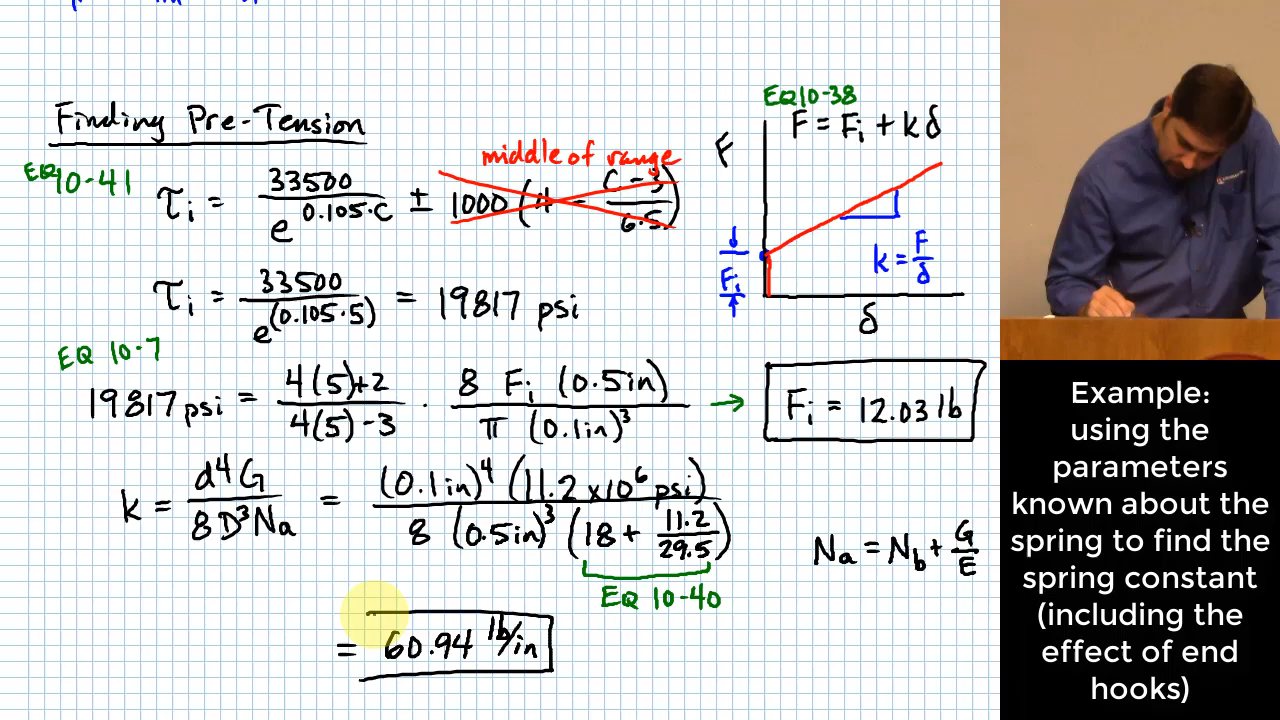 Finding Pre-Tension
EQ 10-41
τi = 33500 / e^(0.105·C) ± 1000 (4 - (C-3)/6.5)
middle of range
τi = 33500 / e^(0.105·5) = 19817 psi
EQ 10-7
19817 psi = (4(5)+2)/(4(5)-3) · 8 Fi (0.5in) / π (0.1in)³ → Fi = 12.03 lb
k = d⁴G / 8D³Na = (0.1in)⁴ (11.2 x10⁶ psi) / 8 (0.5in)³ (18 + 11.2/29.5)
EQ 10-40
Na = Nb + G/E
= 60.94 lb/in
EQ 10-38
F = Fi + kδ
F
Fi
k = F/δ
δ
Example:
using the
parameters
known about the
spring to find the
spring constant
(including the
effect of end
hooks)